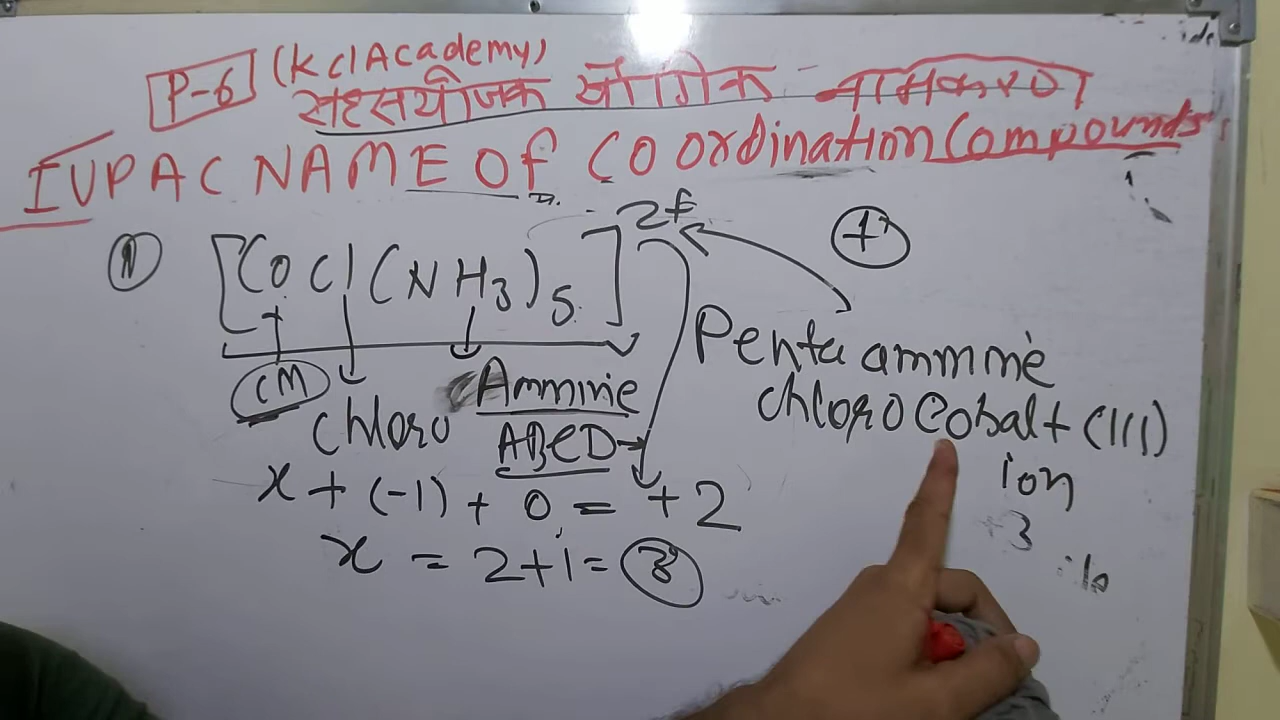 P-6 (KclAcademy)
सहसयोजक यौगिक - नामकरण
IUPAC NAME OF COordination Compounds
(1) [CoCl(NH3)5]2+
+
CM
chloro
Ammine
ABCD
Penta ammine
chloro Cobalt (III)
ion
+3
x + (-1) + 0 = +2
x = 2+1 = 3